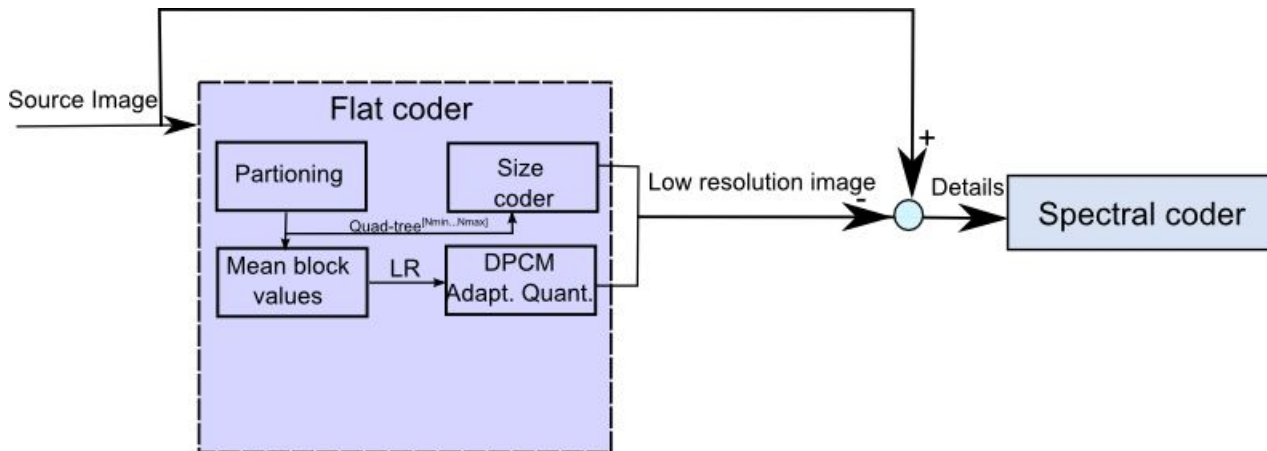 Source Image
Flat coder
Partioning
Size
coder
Quad-tree[Nmin...Nmax]
Mean block
values
LR
DPCM
Adapt. Quant.
Low resolution image
+
-
Details
Spectral coder